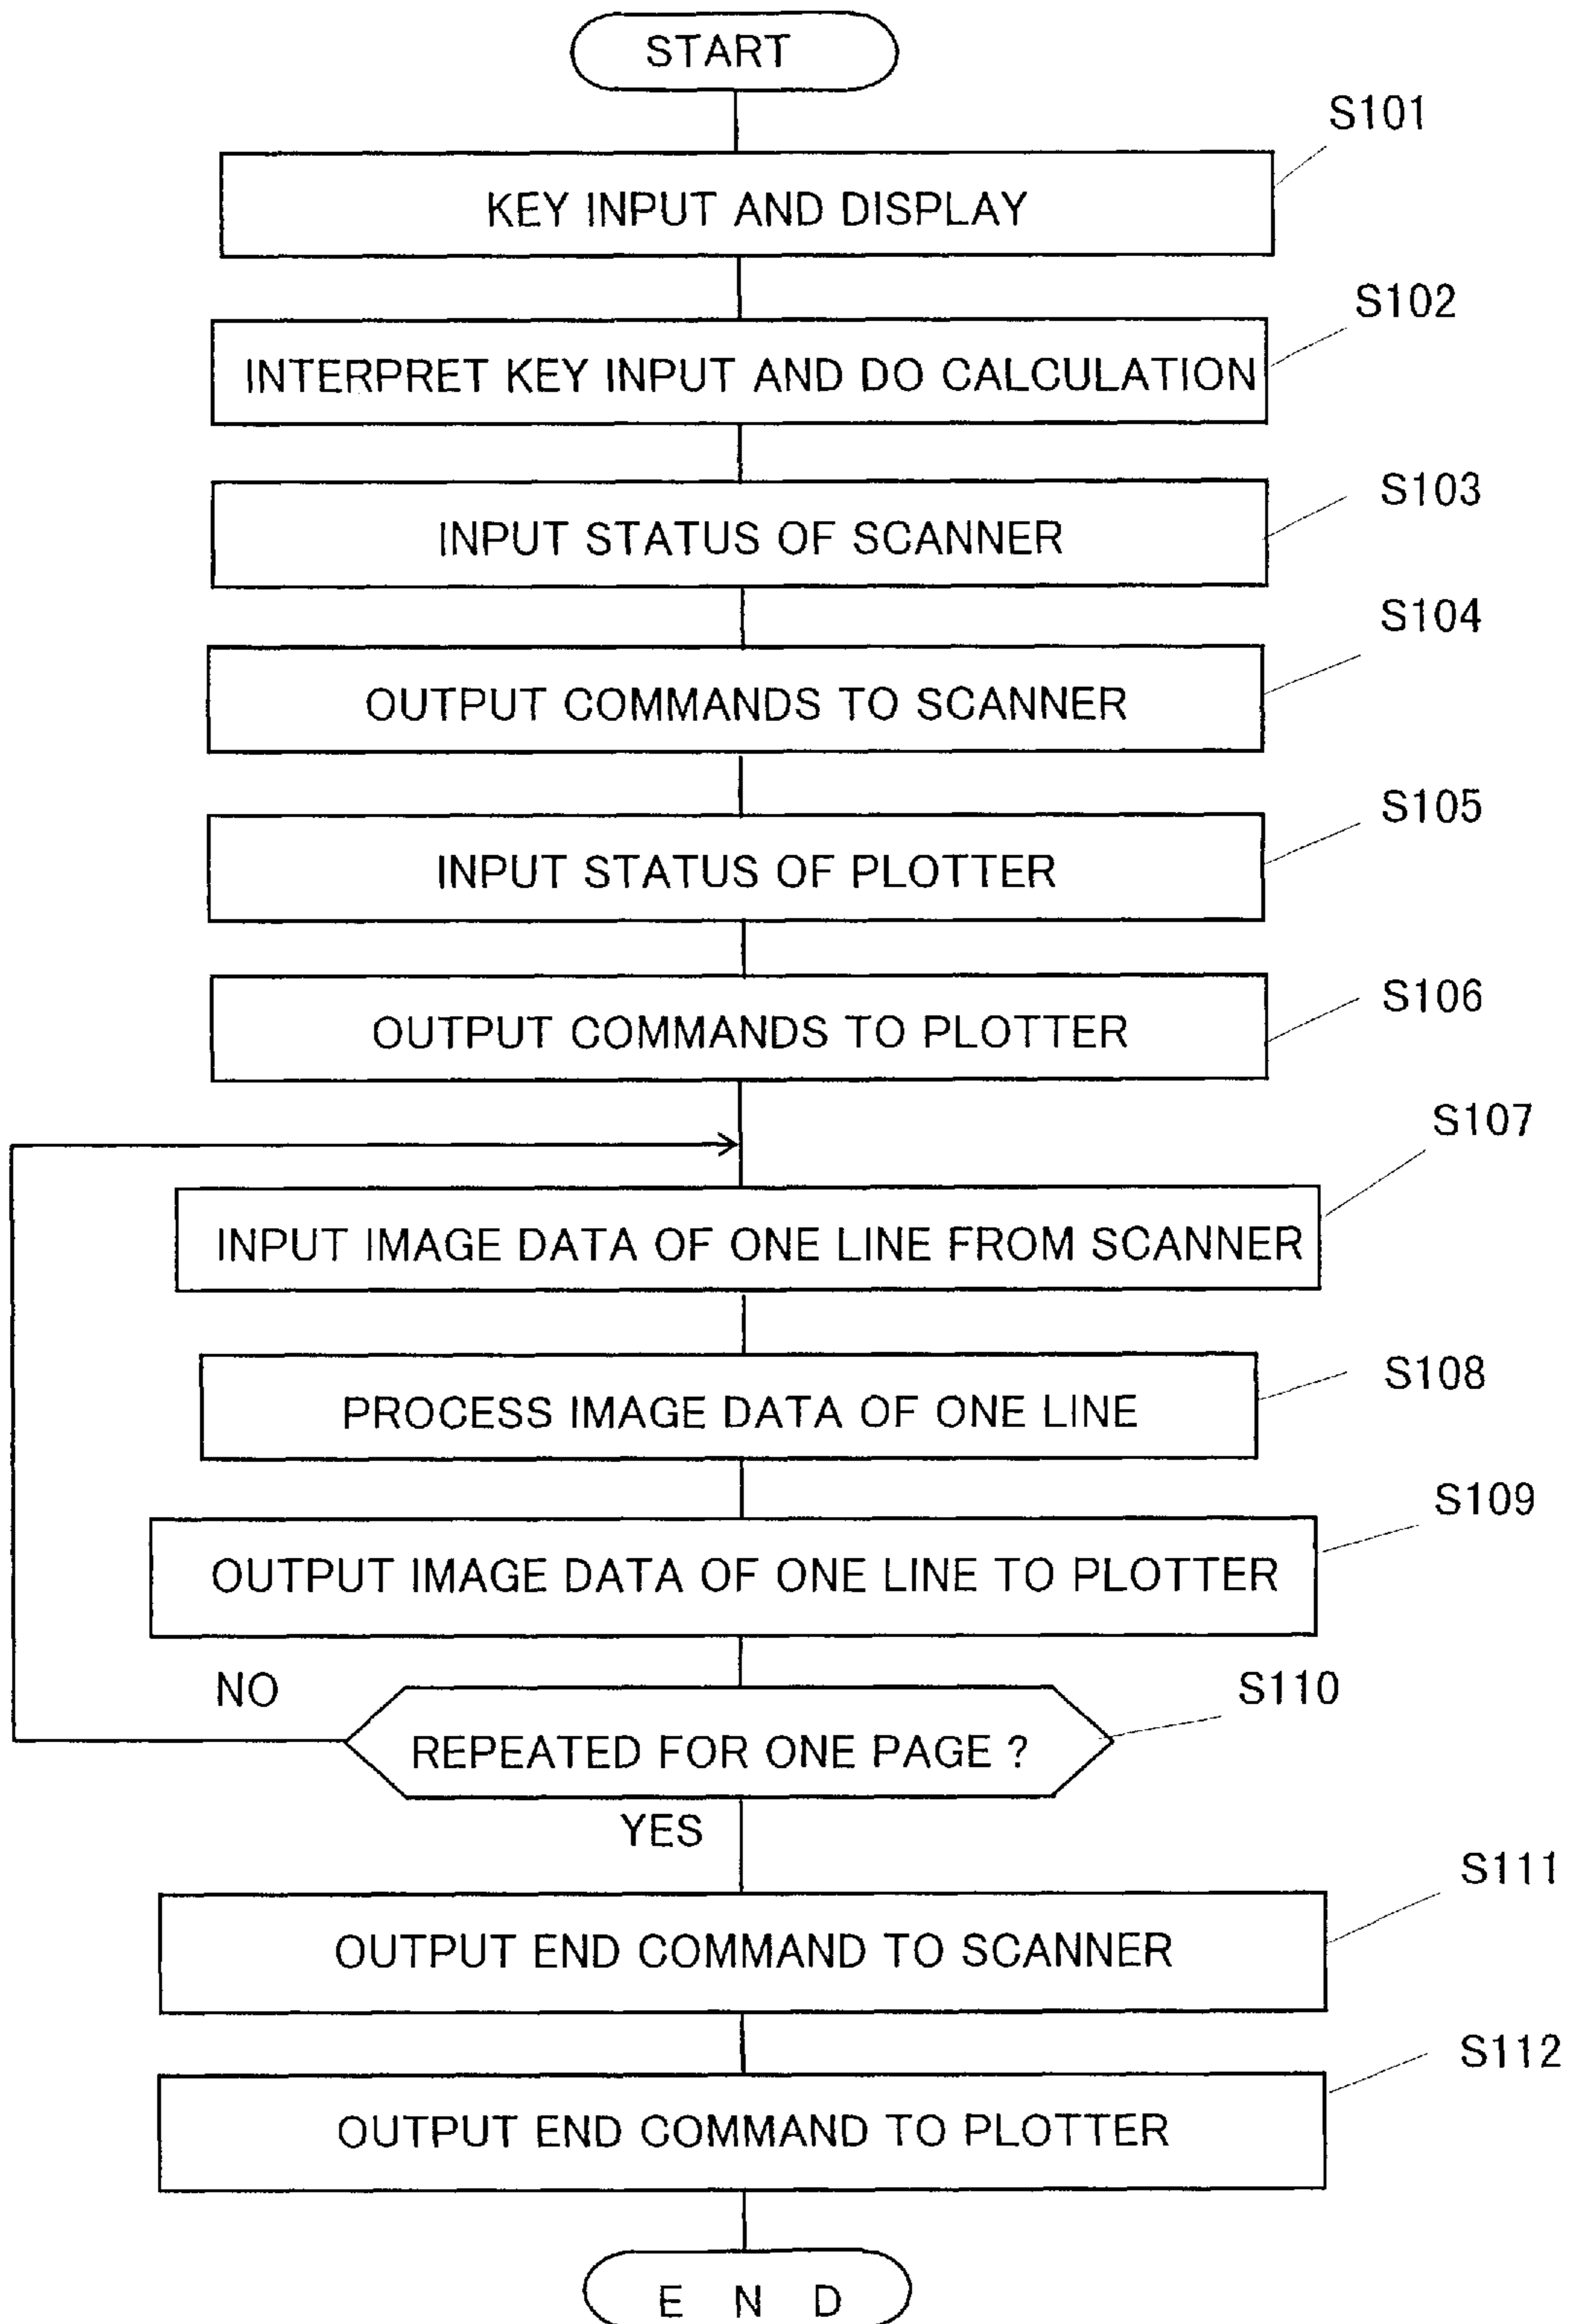 START
S101
KEY INPUT AND DISPLAY
S102
INTERPRET KEY INPUT AND DO CALCULATION
S103
INPUT STATUS OF SCANNER
S104
OUTPUT COMMANDS TO SCANNER
S105
INPUT STATUS OF PLOTTER
S106
OUTPUT COMMANDS TO PLOTTER
S107
INPUT IMAGE DATA OF ONE LINE FROM SCANNER
S108
PROCESS IMAGE DATA OF ONE LINE
S109
OUTPUT IMAGE DATA OF ONE LINE TO PLOTTER
NO
S110
REPEATED FOR ONE PAGE ?
YES
S111
OUTPUT END COMMAND TO SCANNER
S112
OUTPUT END COMMAND TO PLOTTER
E N D